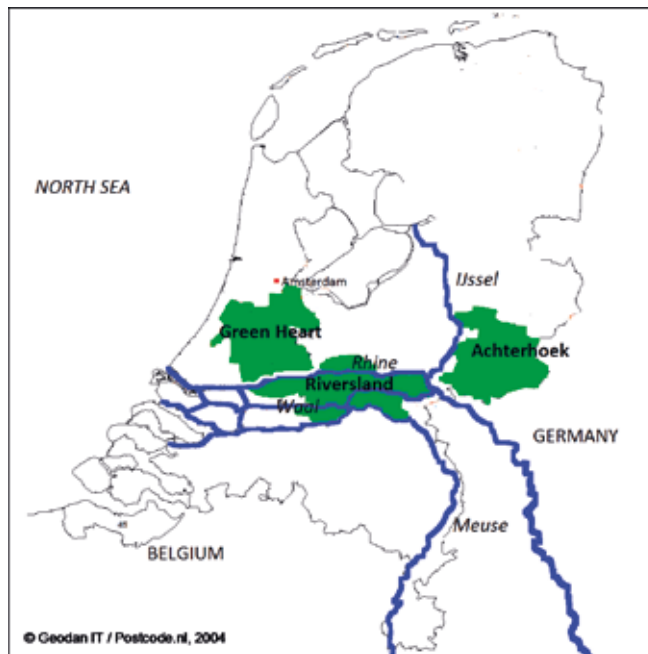 NORTH SEA
IJssel
Amsterdam
Green Heart
Achterhoek
Rhine
Riversland
Waal
GERMANY
Meuse
BELGIUM
© Geodan IT / Postcode.nl, 2004